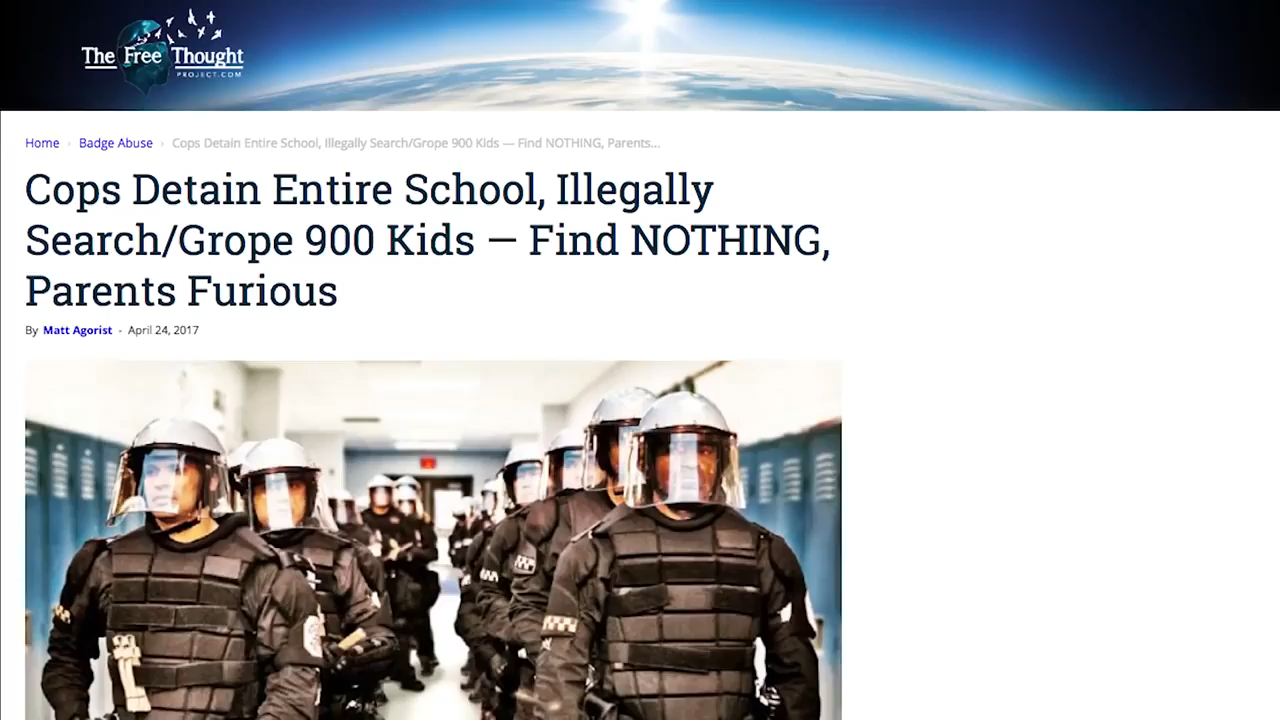 The Free Thought
PROJECT.COM
Home › Badge Abuse › Cops Detain Entire School, Illegally Search/Grope 900 Kids — Find NOTHING, Parents...
Cops Detain Entire School, Illegally
Search/Grope 900 Kids — Find NOTHING,
Parents Furious
By Matt Agorist - April 24, 2017